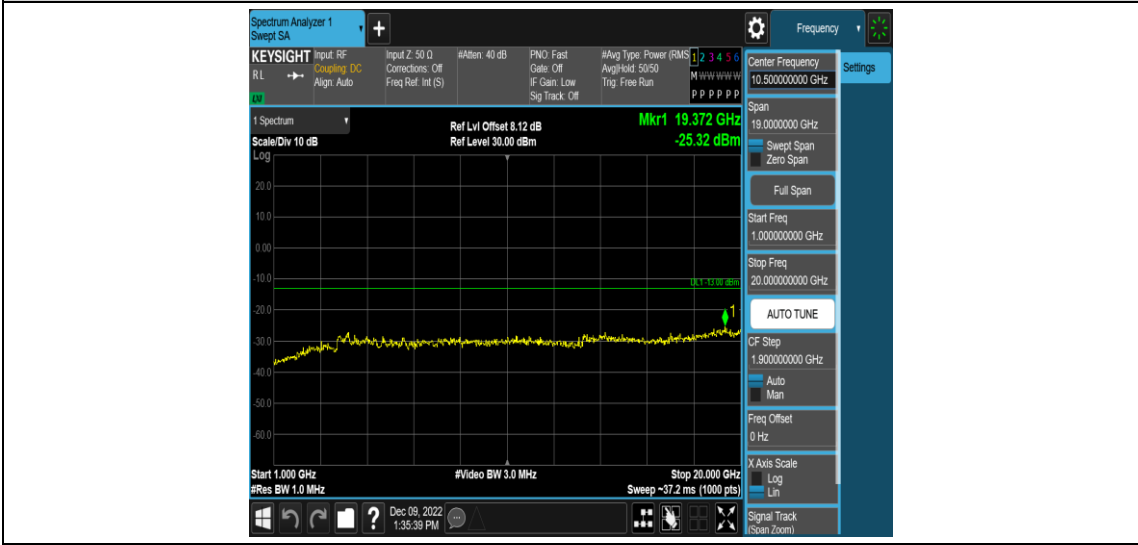 Spectrum Analyzer 1
Swept SA
+
Frequency
KEYSIGHT
RL
LXI
Input: RF
Coupling: DC
Align: Auto
Input Z: 50 Ω
Corrections: Off
Freq Ref: Int (S)
#Atten: 40 dB
PNO: Fast
Gate: Off
IF Gain: Low
Sig Track: Off
#Avg Type: Power (RMS
Avg|Hold: 50/50
Trig: Free Run
1 2 3 4 5 6
M W W W W W
P P P P P P
1 Spectrum
Scale/Div 10 dB
Log
Ref Lvl Offset 8.12 dB
Ref Level 30.00 dBm
Mkr1 19.372 GHz
-25.32 dBm
20.0
10.0
0.00
-10.0
DL1 -13.00 dBm
-20.0
1
-30.0
-40.0
-50.0
-60.0
Start 1.000 GHz
#Video BW 3.0 MHz
Stop 20.000 GHz
#Res BW 1.0 MHz
Sweep ~37.2 ms (1000 pts)
?
Dec 09, 2022
1:35:39 PM
Center Frequency
10.500000000 GHz
Settings
Span
19.0000000 GHz
Swept Span
Zero Span
Full Span
Start Freq
1.000000000 GHz
Stop Freq
20.000000000 GHz
AUTO TUNE
CF Step
1.900000000 GHz
Auto
Man
Freq Offset
0 Hz
X Axis Scale
Log
Lin
Signal Track
(Span Zoom)